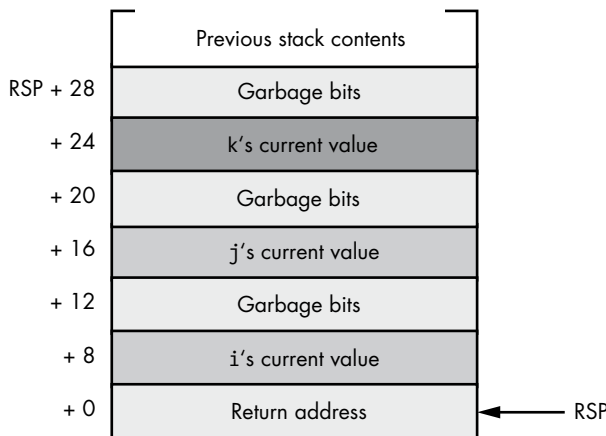 Previous stack contents
RSP + 28 Garbage bits
+ 24 k‘s current value
+ 20 Garbage bits
+ 16 j‘s current value
+ 12 Garbage bits
+ 8 i‘s current value
+ 0 Return address RSP